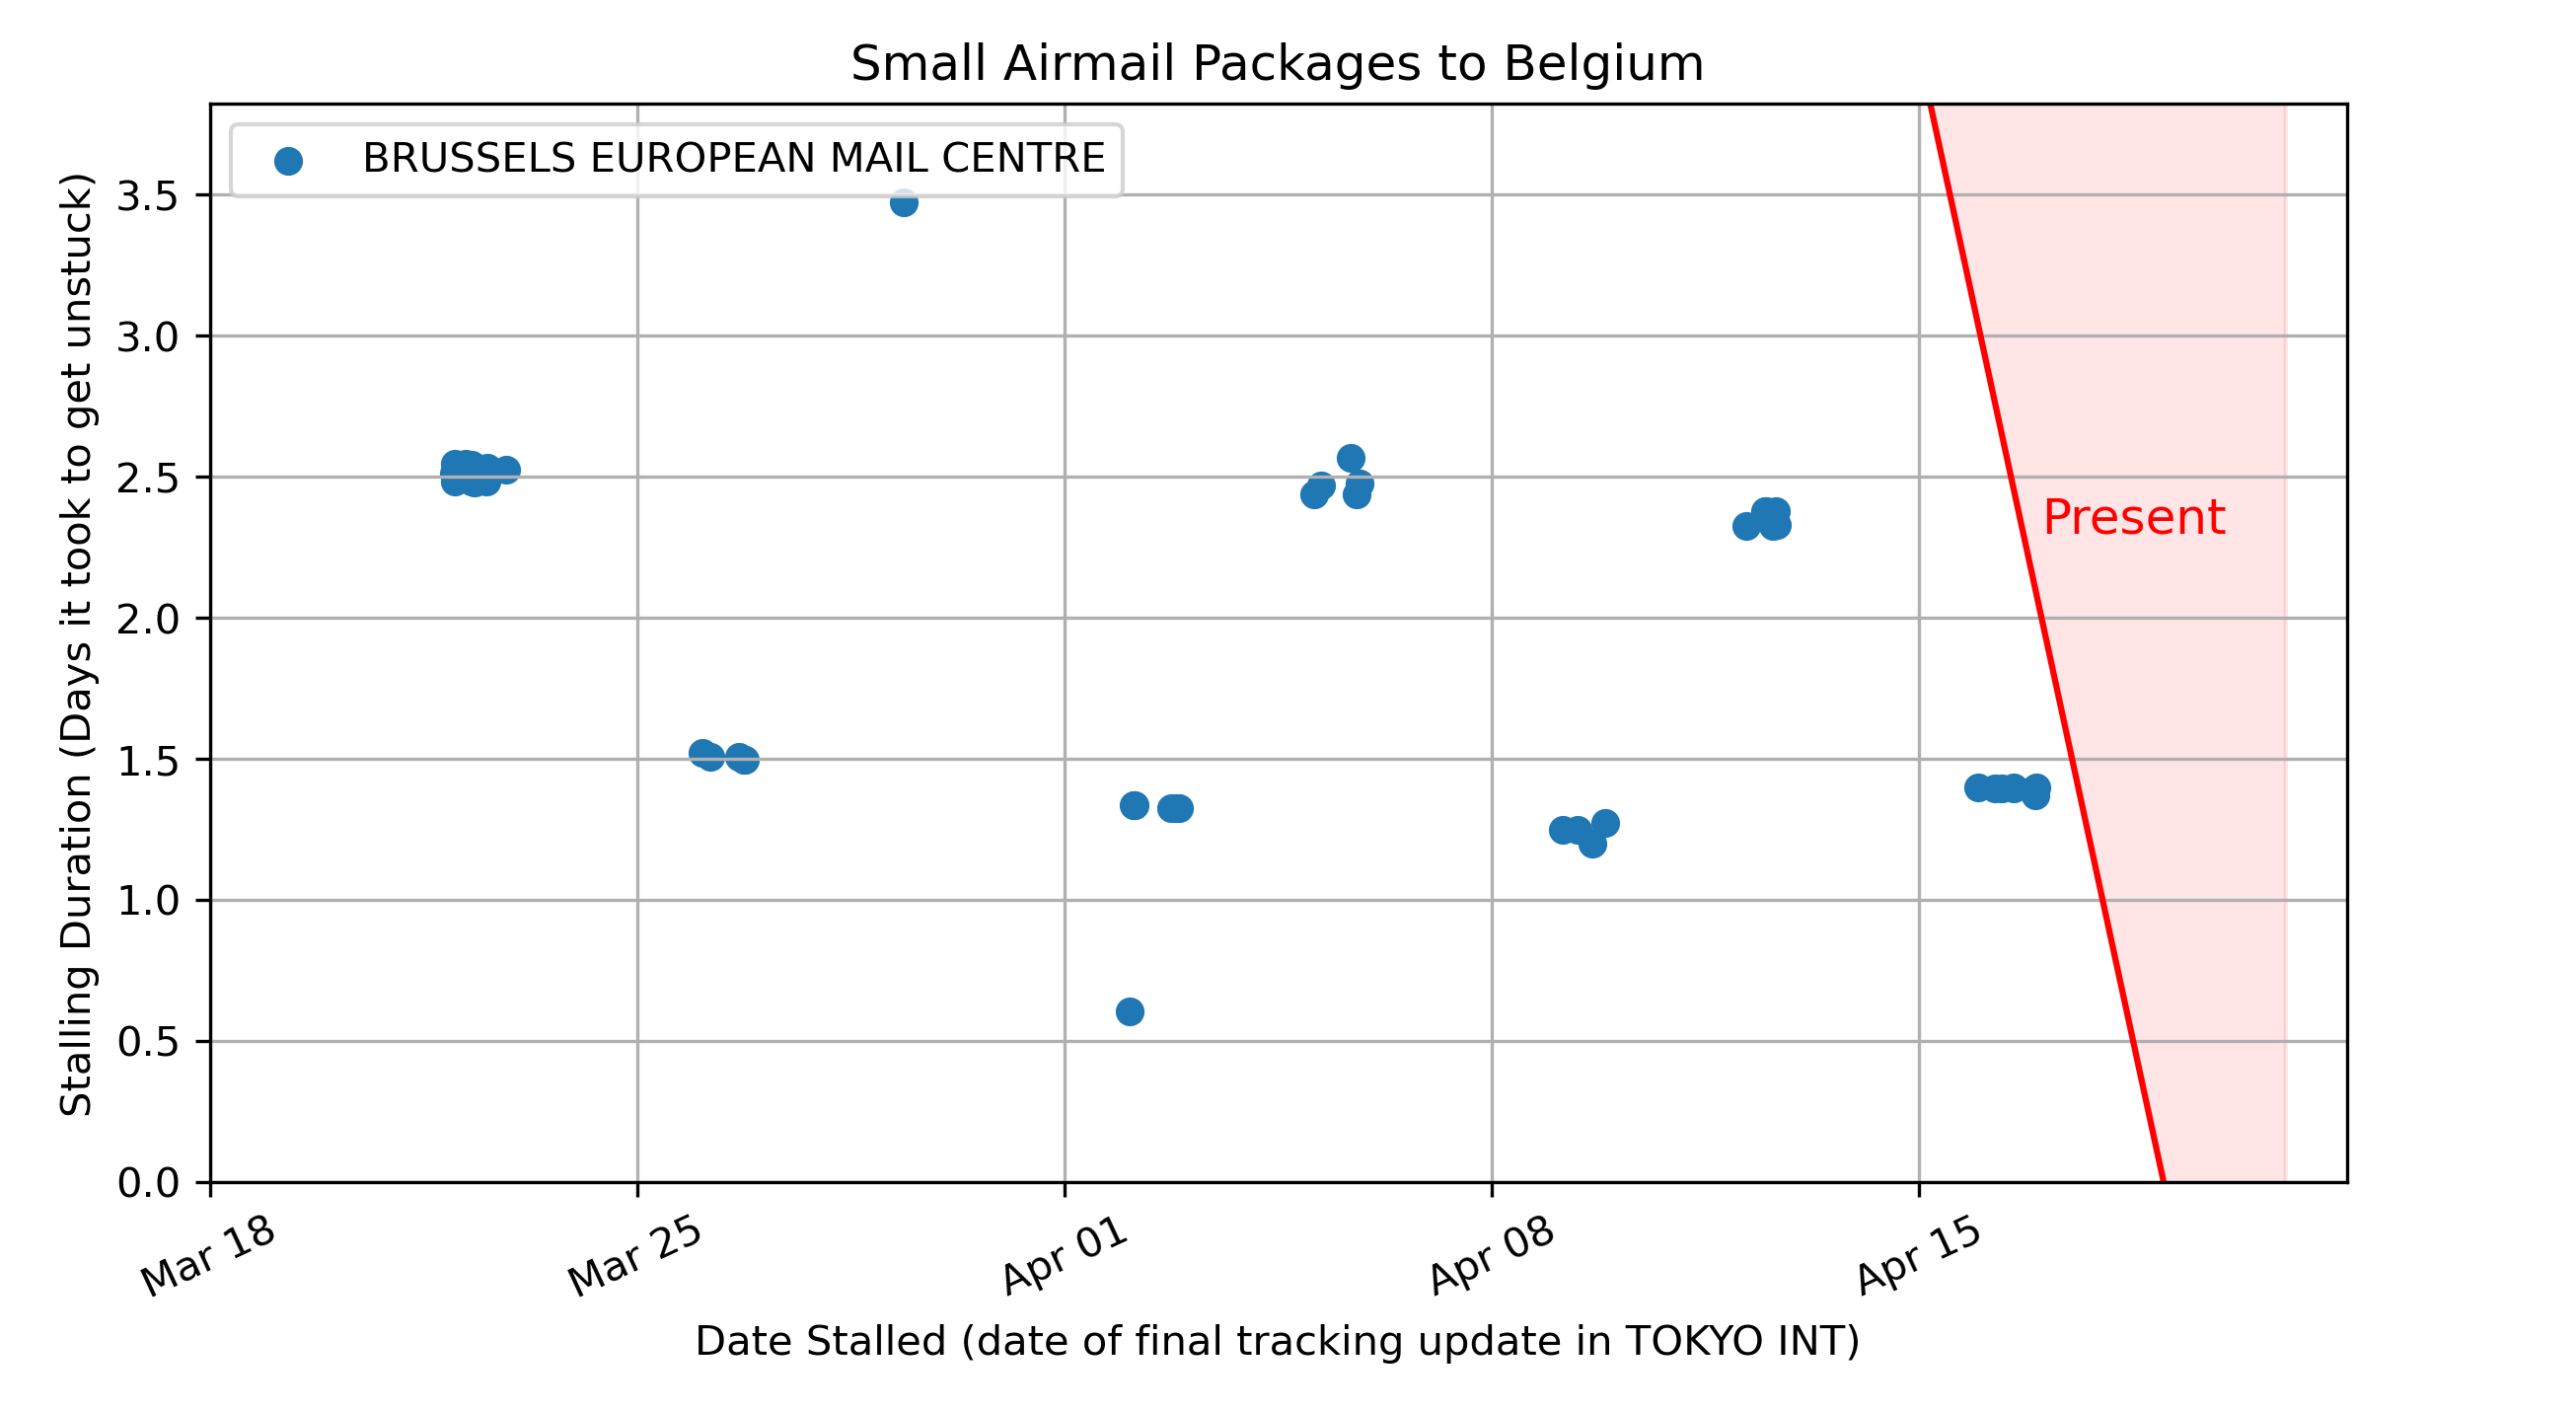 Small Airmail Packages to Belgium
BRUSSELS EUROPEAN MAIL CENTRE
Stalling Duration (Days it took to get unstuck)
3.5
3.0
2.5
2.0
1.5
1.0
0.5
0.0
Present
Mar 18
Mar 25
Apr 01
Apr 08
Apr 15
Date Stalled (date of final tracking update in TOKYO INT)